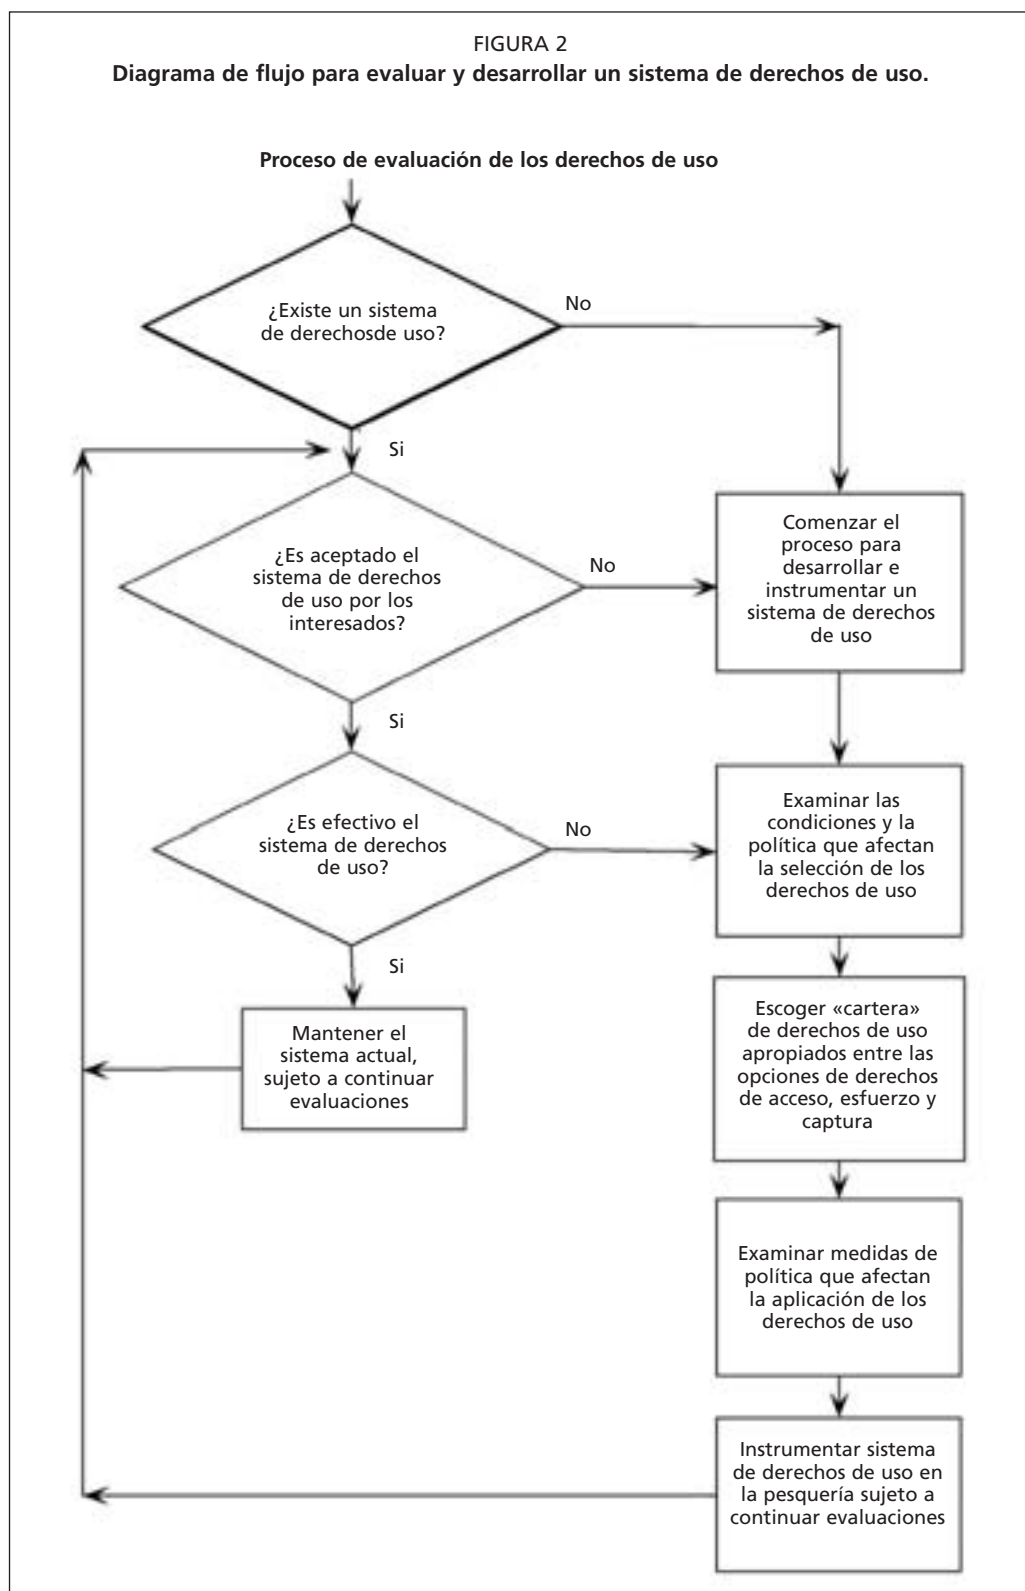 FIGURA 2
Diagrama de flujo para evaluar y desarrollar un sistema de derechos de uso.
Proceso de evaluación de los derechos de uso
¿Existe un sistema
de derechosde uso?
No
Si
¿Es aceptado el
sistema de derechos
de uso por los
interesados?
No
Comenzar el
proceso para
desarrollar e
instrumentar un
sistema de derechos
de uso
Si
¿Es efectivo el
sistema de derechos
de uso?
No
Examinar las
condiciones y la
política que afectan
la selección de los
derechos de uso
Si
Mantener el
sistema actual,
sujeto a continuar
evaluaciones
Escoger «cartera»
de derechos de uso
apropiados entre las
opciones de derechos
de acceso, esfuerzo y
captura
Examinar medidas de
política que afectan
la aplicación de los
derechos de uso
Instrumentar sistema
de derechos de uso en
la pesquería sujeto a
continuar evaluaciones